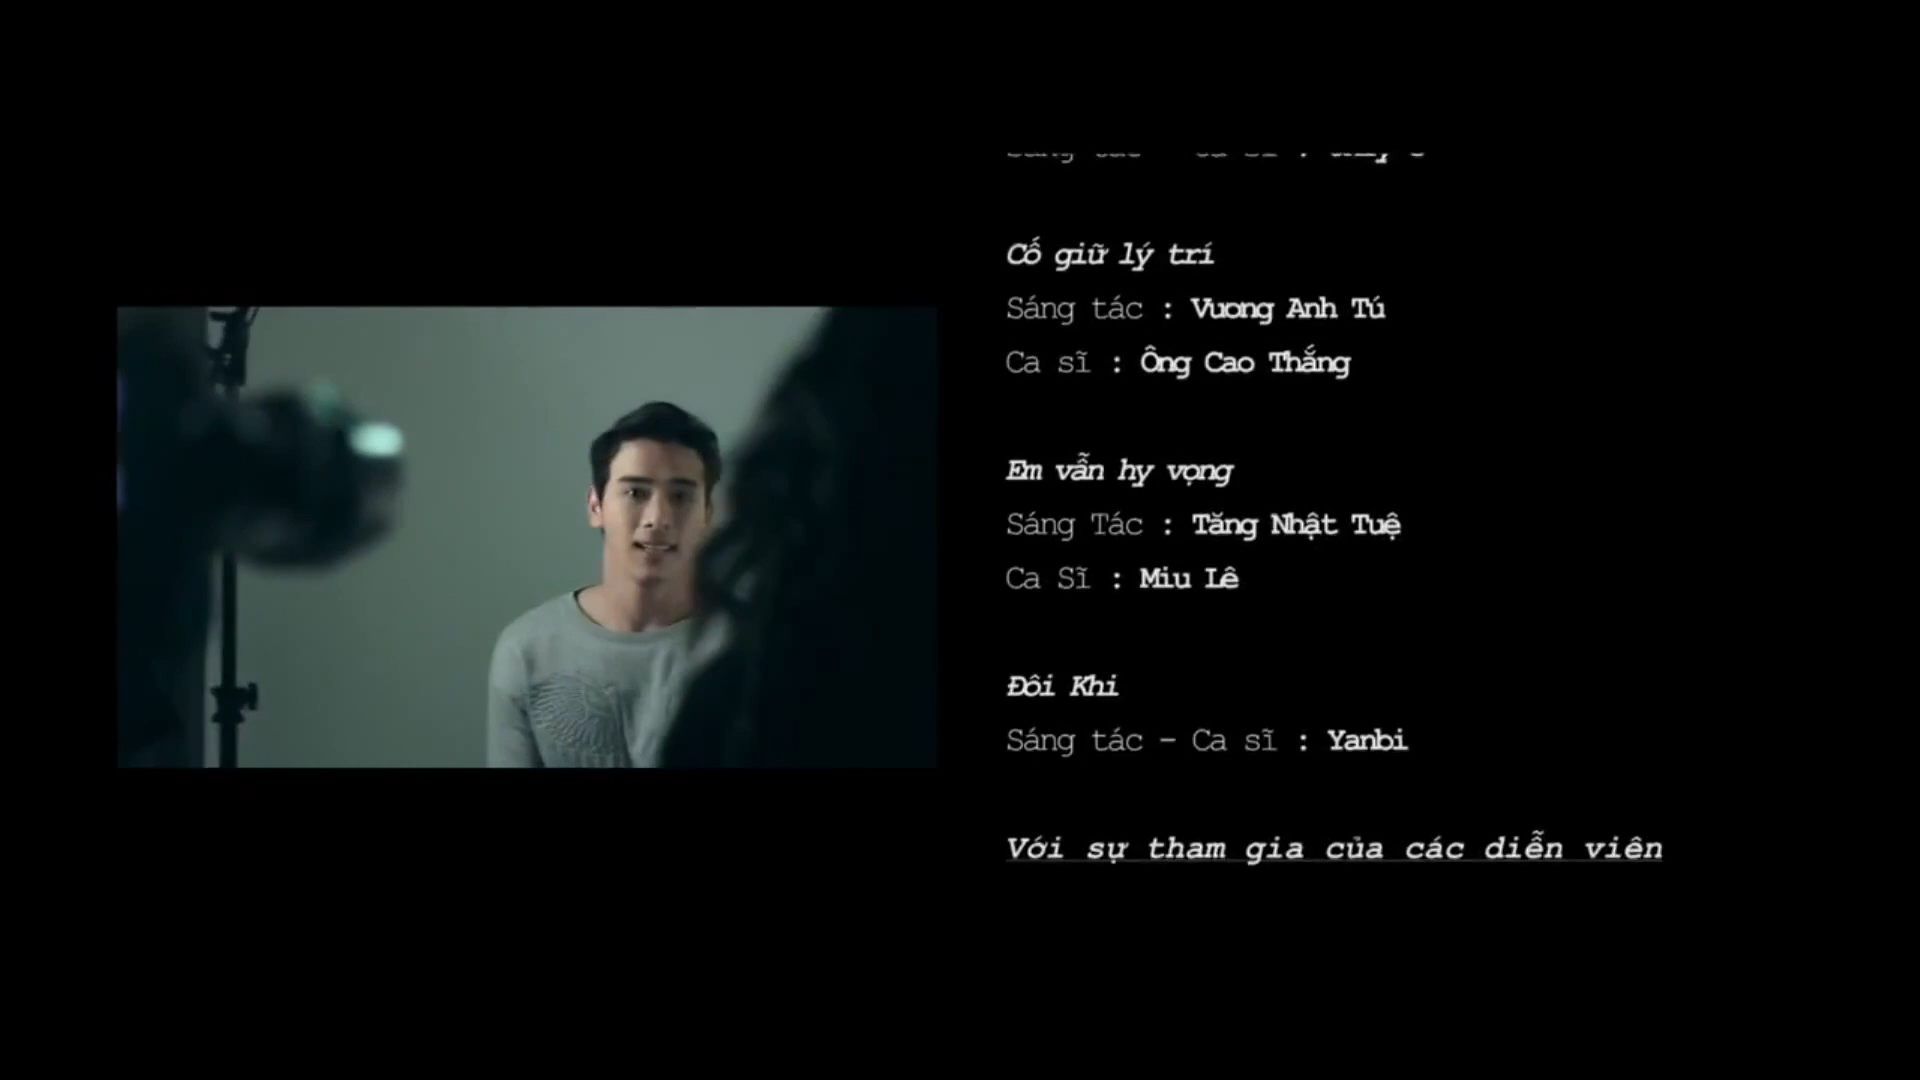 Cố giữ lý trí
Sáng tác : Vương Anh Tú
Ca sĩ : Ông Cao Thắng
Em vẫn hy vọng
Sáng Tác : Tăng Nhật Tuệ
Ca Sĩ : Miu Lê
Đôi Khi
Sáng tác - Ca sĩ : Yanbi
Với sự tham gia của các diễn viên